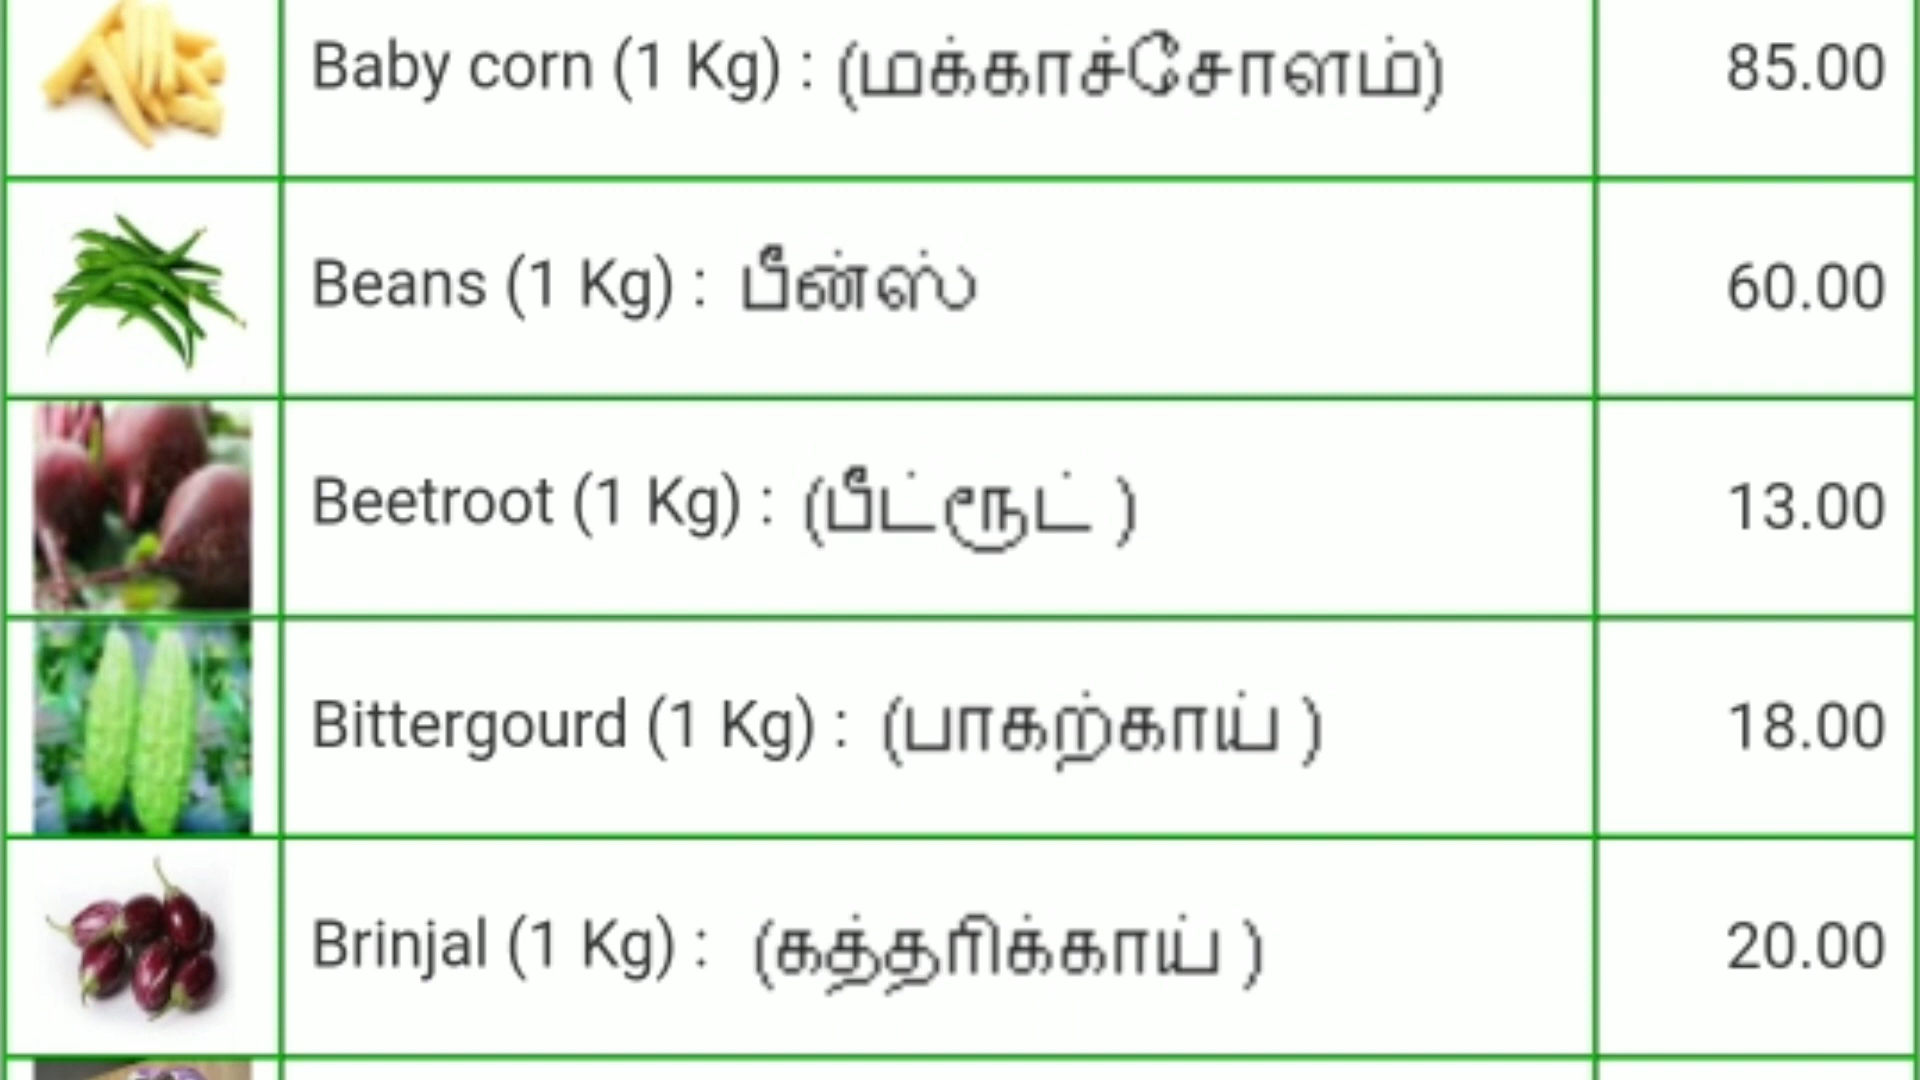 Baby corn (1 Kg) : (மக்காச்சோளம்) 85.00
Beans (1 Kg) : பீன்ஸ் 60.00
Beetroot (1 Kg) : (பீட்ரூட் ) 13.00
Bittergourd (1 Kg) : (பாகற்காய் ) 18.00
Brinjal (1 Kg) : (கத்தரிக்காய் ) 20.00